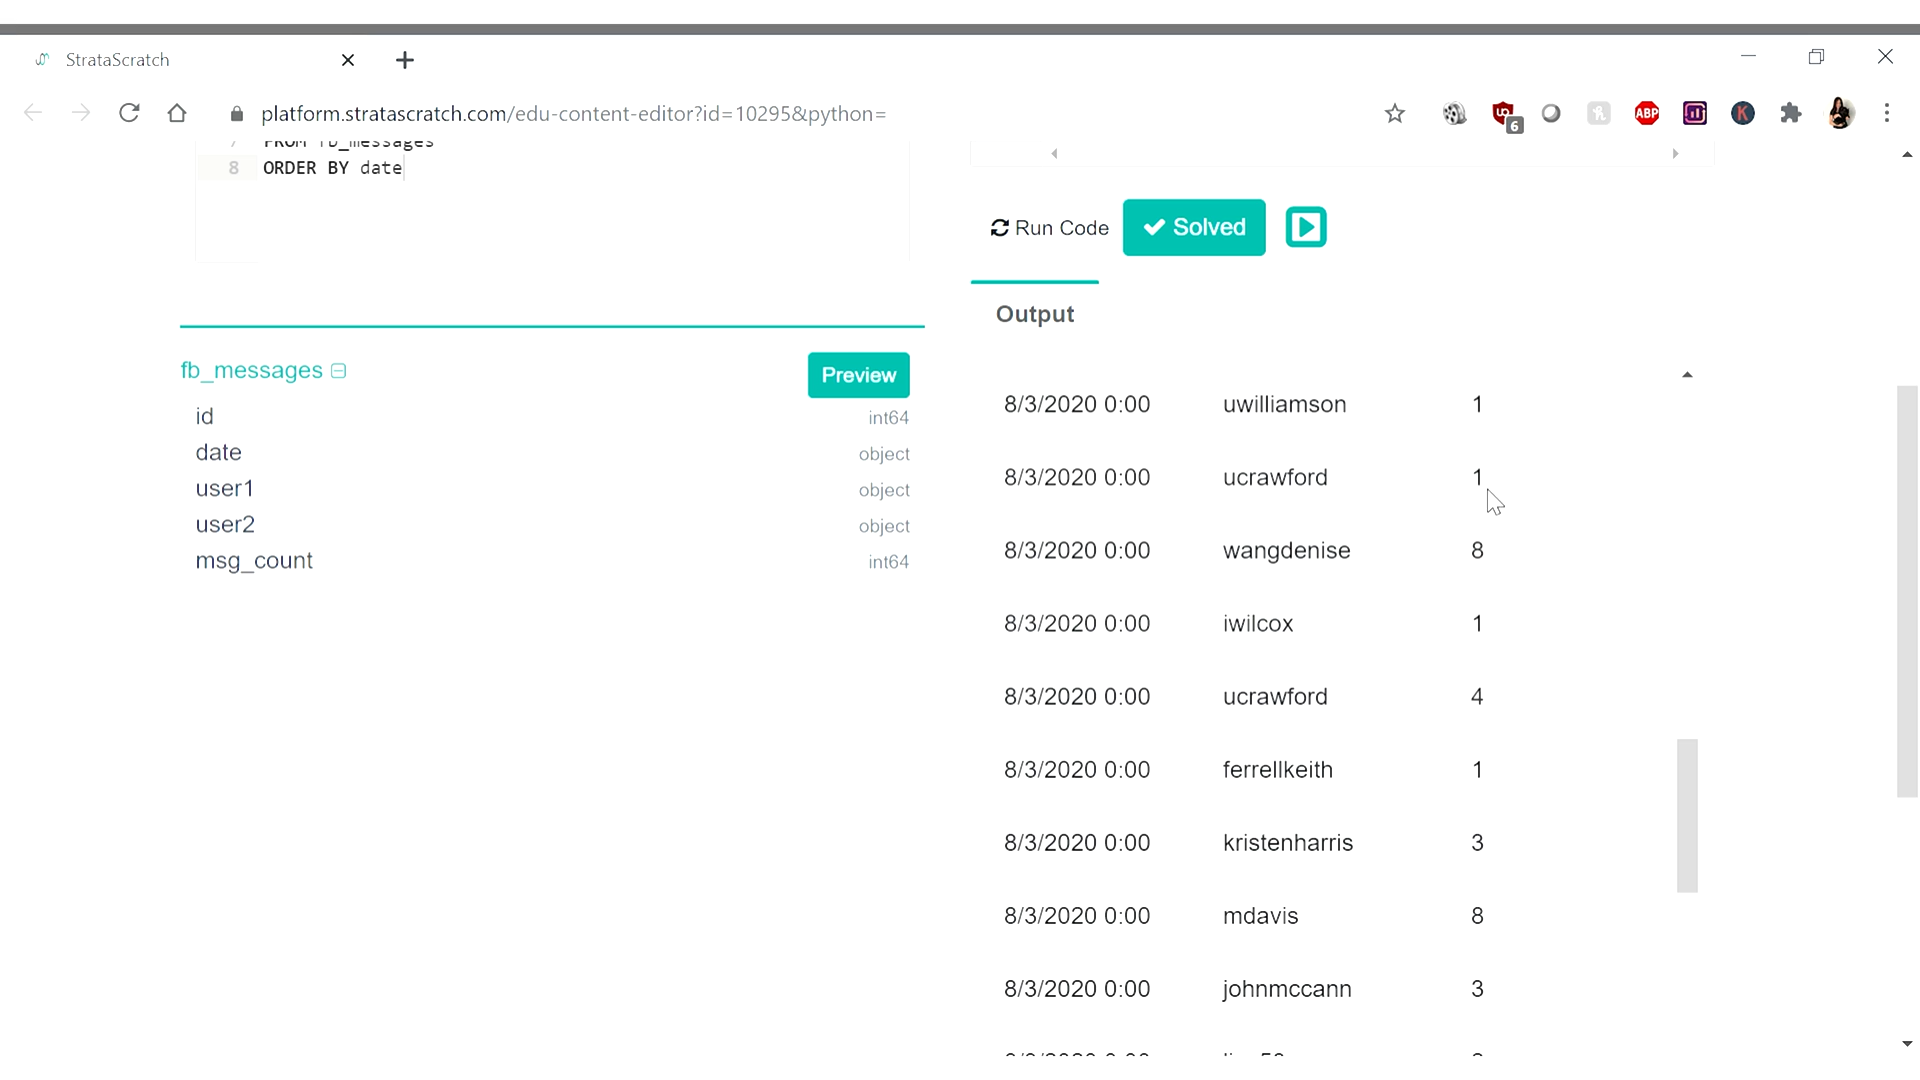 StrataScratch
platform.stratascratch.com/edu-content-editor?id=10295&python=
6
ABP
K
7 FROM fb_messages
8 ORDER BY date
Run Code
Solved
Output
fb_messages
Preview
id int64
date object
user1 object
user2 object
msg_count int64
8/3/2020 0:00 uwilliamson 1
8/3/2020 0:00 ucrawford 1
8/3/2020 0:00 wangdenise 8
8/3/2020 0:00 iwilcox 1
8/3/2020 0:00 ucrawford 4
8/3/2020 0:00 ferrellkeith 1
8/3/2020 0:00 kristenharris 3
8/3/2020 0:00 mdavis 8
8/3/2020 0:00 johnmccann 3